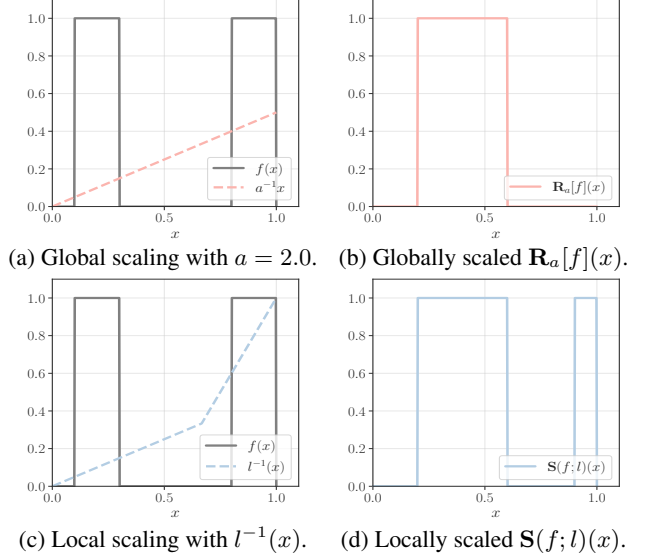 1.0
0.8
0.6
0.4
0.2
0.0
0.0 0.5 1.0
x
f(x)
a⁻¹x
1.0
0.8
0.6
0.4
0.2
0.0
0.0 0.5 1.0
x
𝐑ₐ[f](x)
(a) Global scaling with a = 2.0.
(b) Globally scaled 𝐑ₐ[f](x).
1.0
0.8
0.6
0.4
0.2
0.0
0.0 0.5 1.0
x
f(x)
l⁻¹(x)
1.0
0.8
0.6
0.4
0.2
0.0
0.0 0.5 1.0
x
𝐒(f; l)(x)
(c) Local scaling with l⁻¹(x).
(d) Locally scaled 𝐒(f; l)(x).